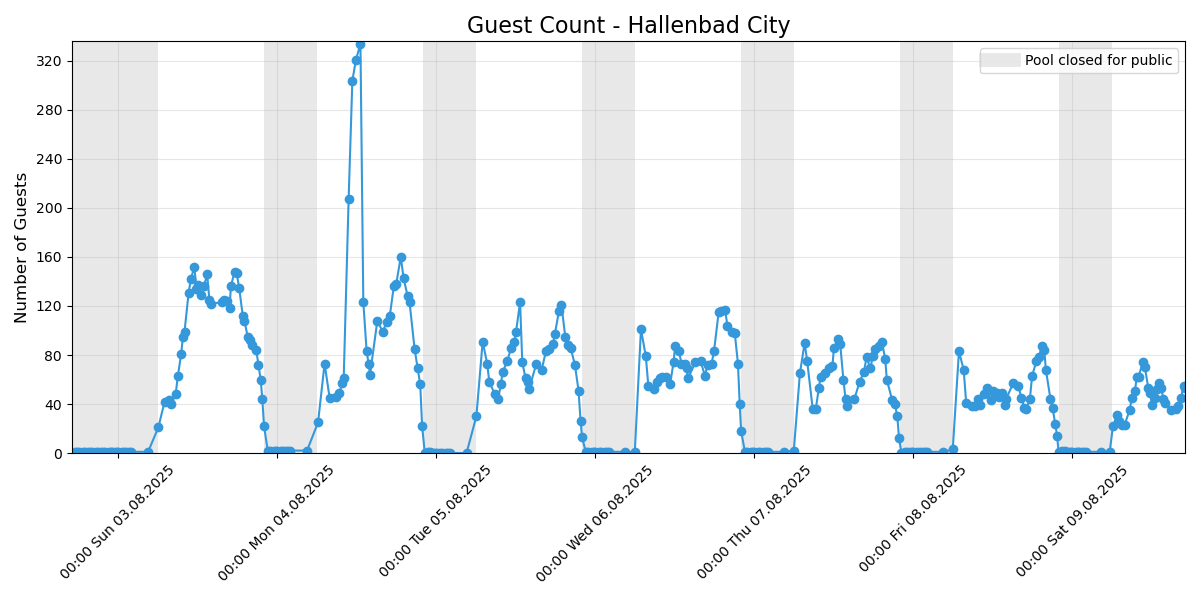 Guest Count - Hallenbad City
Pool closed for public
Number of Guests
320
280
240
200
160
120
80
40
0
00:00 Sun 03.08.2025
00:00 Mon 04.08.2025
00:00 Tue 05.08.2025
00:00 Wed 06.08.2025
00:00 Thu 07.08.2025
00:00 Fri 08.08.2025
00:00 Sat 09.08.2025